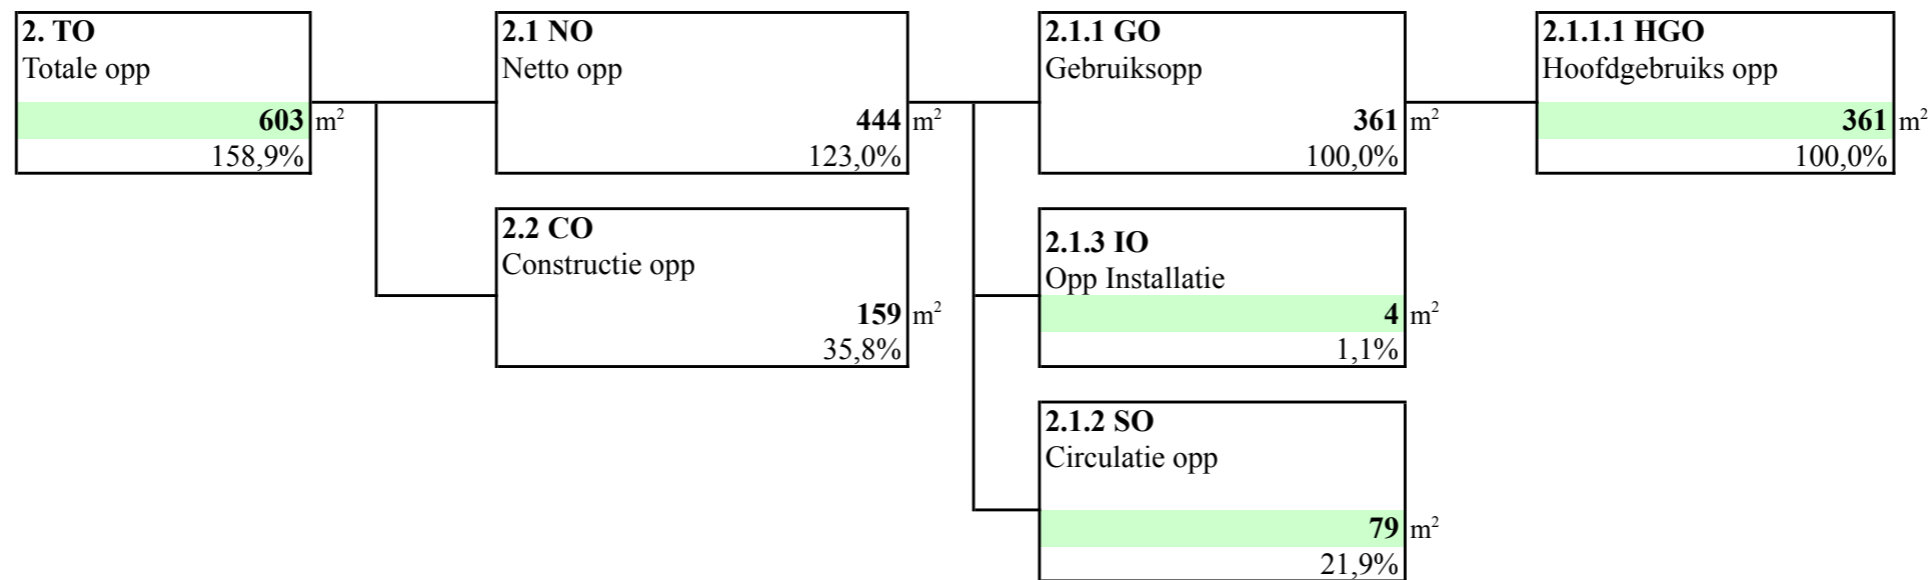 2. TO
Totale opp
603 m²
158,9%
2.1 NO
Netto opp
444 m²
123,0%
2.2 CO
Constructie opp
159 m²
35,8%
2.1.1 GO
Gebruiksopp
361 m²
100,0%
2.1.3 IO
Opp Installatie
4 m²
1,1%
2.1.2 SO
Circulatie opp
79 m²
21,9%
2.1.1.1 HGO
Hoofdgebruiks opp
361 m²
100,0%